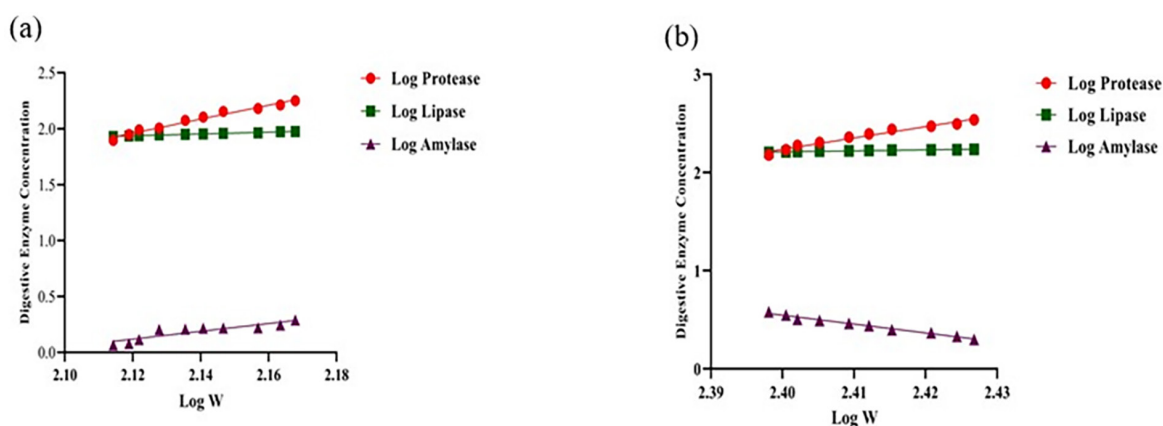 (a)
2.5
2.0
1.5
1.0
0.5
0.0
Digestive Enzyme Concentration
2.10
2.12
2.14
2.16
2.18
Log W
Log Protease
Log Lipase
Log Amylase
(b)
3
2
1
0
Digestive Enzyme Concentration
2.39
2.40
2.41
2.42
2.43
Log W
Log Protease
Log Lipase
Log Amylase